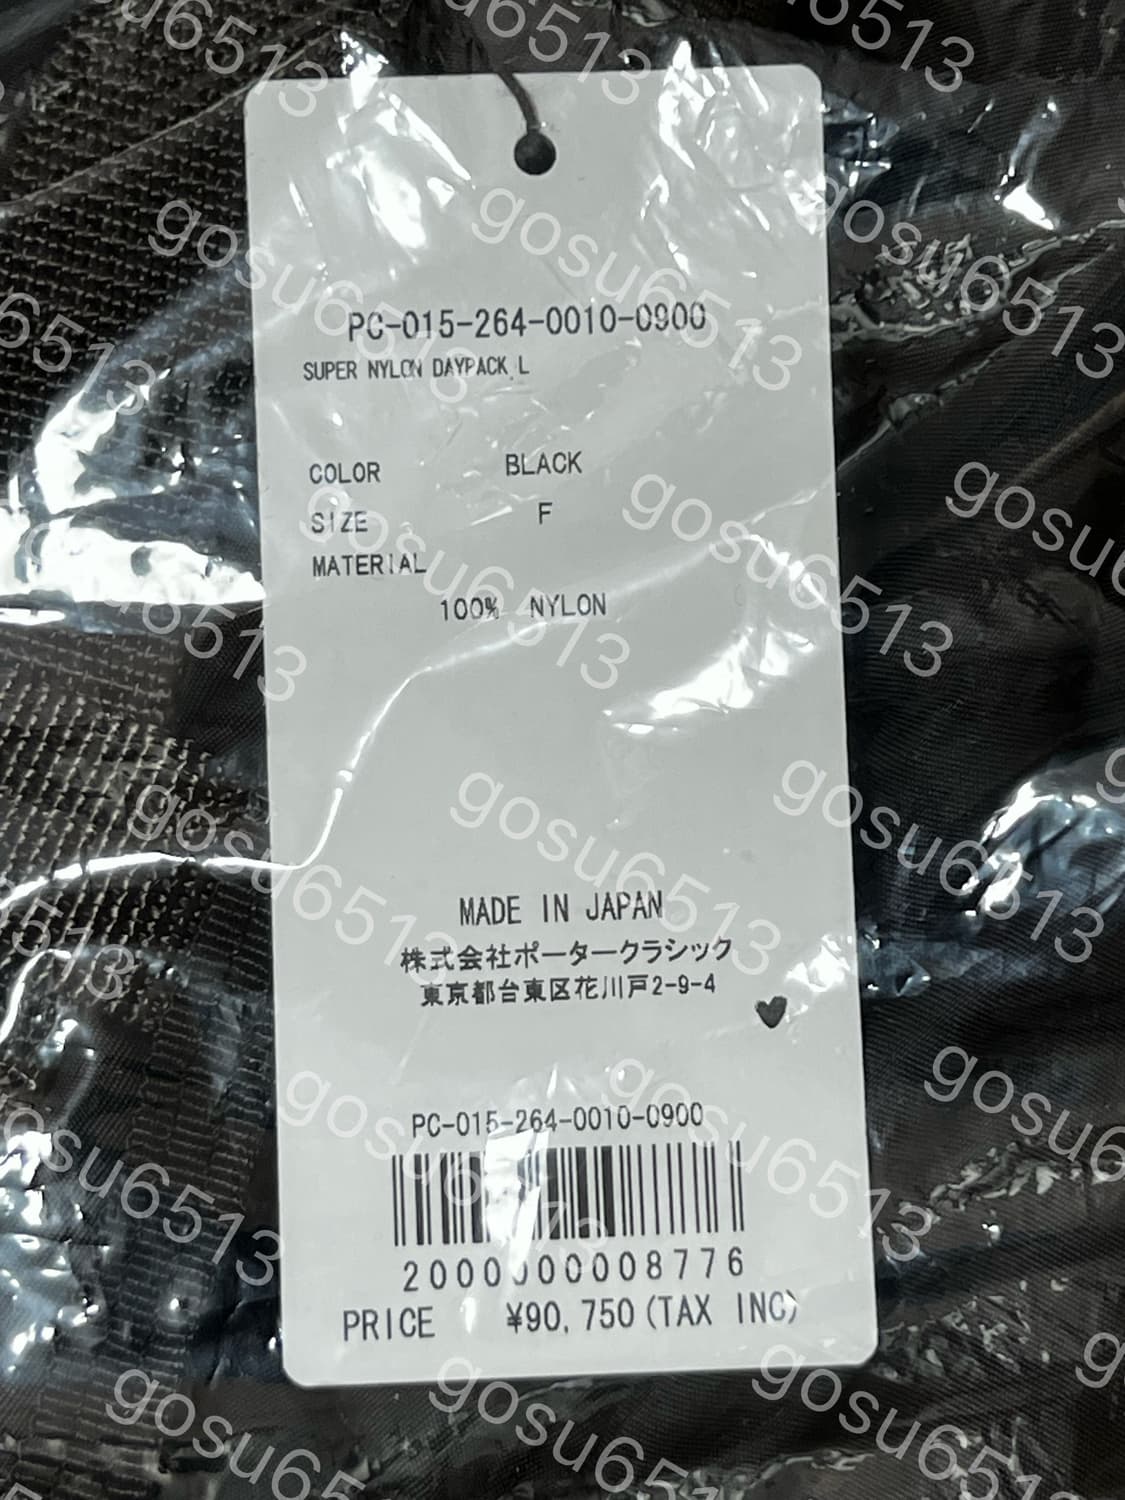 PC-015-264-0010-0900
SUPER NYLON DAYPACK L
COLOR BLACK
SIZE F
MATERIAL
100% NYLON
MADE IN JAPAN
株式会社ポータークラシック
東京都台東区花川戸2-9-4
PC-015-264-0010-0900
2000000008776
PRICE ¥90,750(TAX INC)
gosu6513